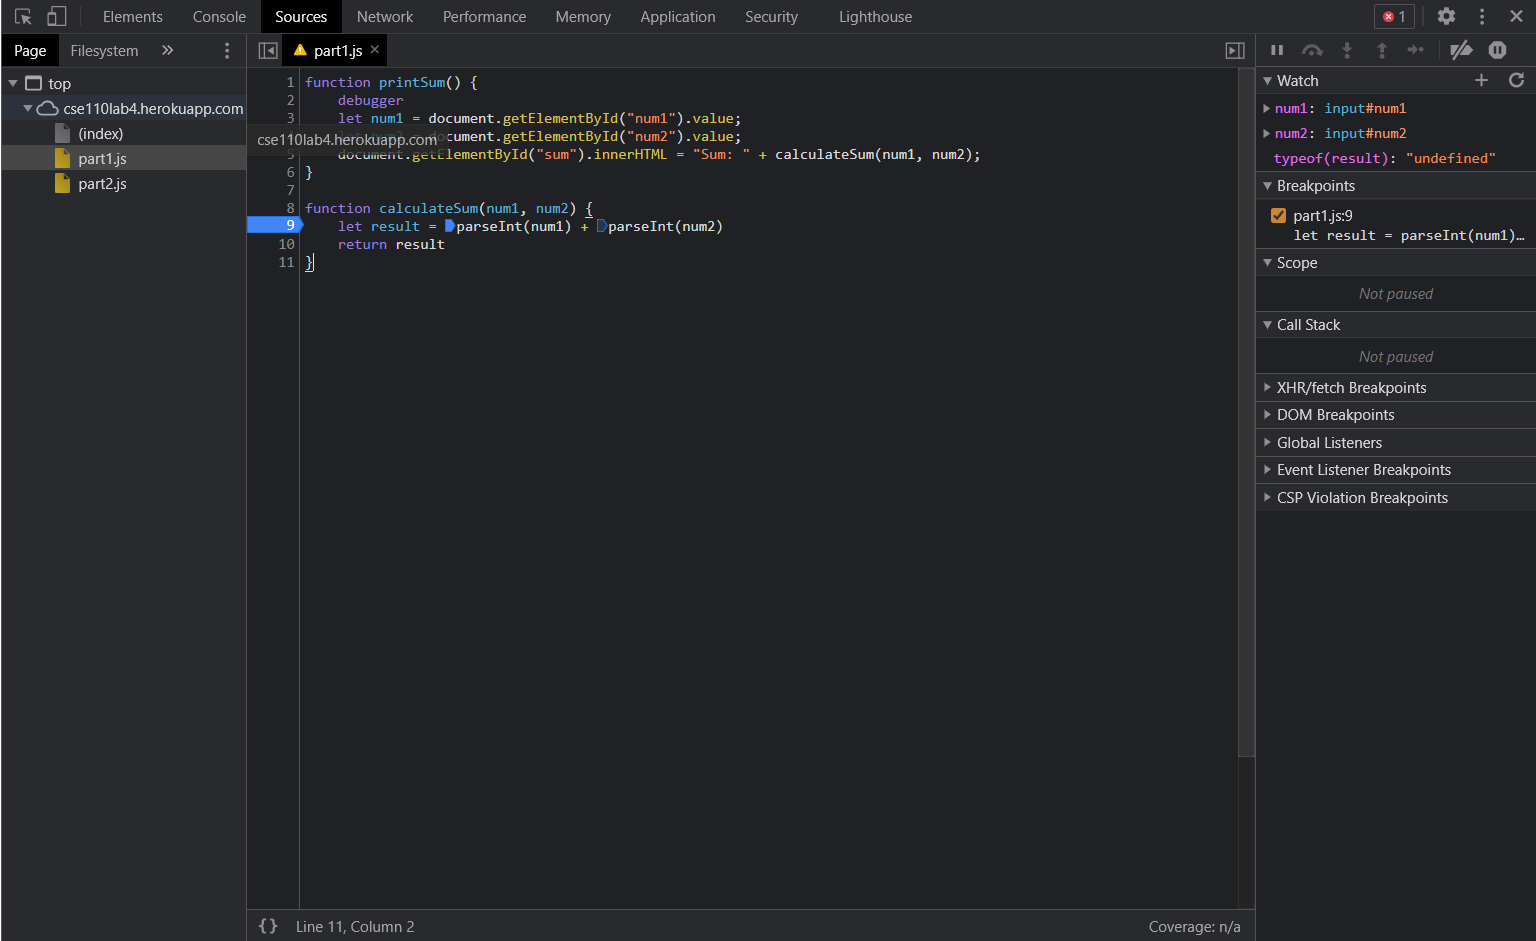 Elements Console Sources Network Performance Memory Application Security Lighthouse 1
Page Filesystem part1.js
top
cse110lab4.herokuapp.com
(index)
part1.js
part2.js
cse110lab4.herokuapp.com
1 function printSum() {
2 debugger
3 let num1 = document.getElementById("num1").value;
document.getElementById("num2").value;
5 document.getElementById("sum").innerHTML = "Sum: " + calculateSum(num1, num2);
6 }
7
8 function calculateSum(num1, num2) {
9 let result = parseInt(num1) + parseInt(num2)
10 return result
11 }
{} Line 11, Column 2 Coverage: n/a
Watch
num1: input#num1
num2: input#num2
typeof(result): "undefined"
Breakpoints
part1.js:9
let result = parseInt(num1)…
Scope
Not paused
Call Stack
Not paused
XHR/fetch Breakpoints
DOM Breakpoints
Global Listeners
Event Listener Breakpoints
CSP Violation Breakpoints